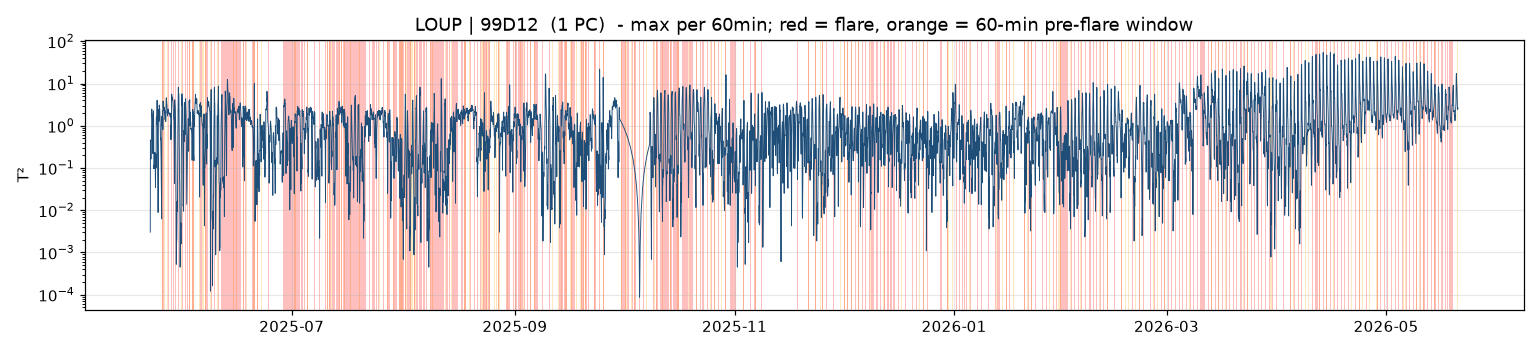 LOUP | 99D12  (1 PC)  - max per 60min; red = flare, orange = 60-min pre-flare window
T²
10²
10¹
10⁰
10⁻¹
10⁻²
10⁻³
10⁻⁴
2025-07 2025-09 2025-11 2026-01 2026-03 2026-05